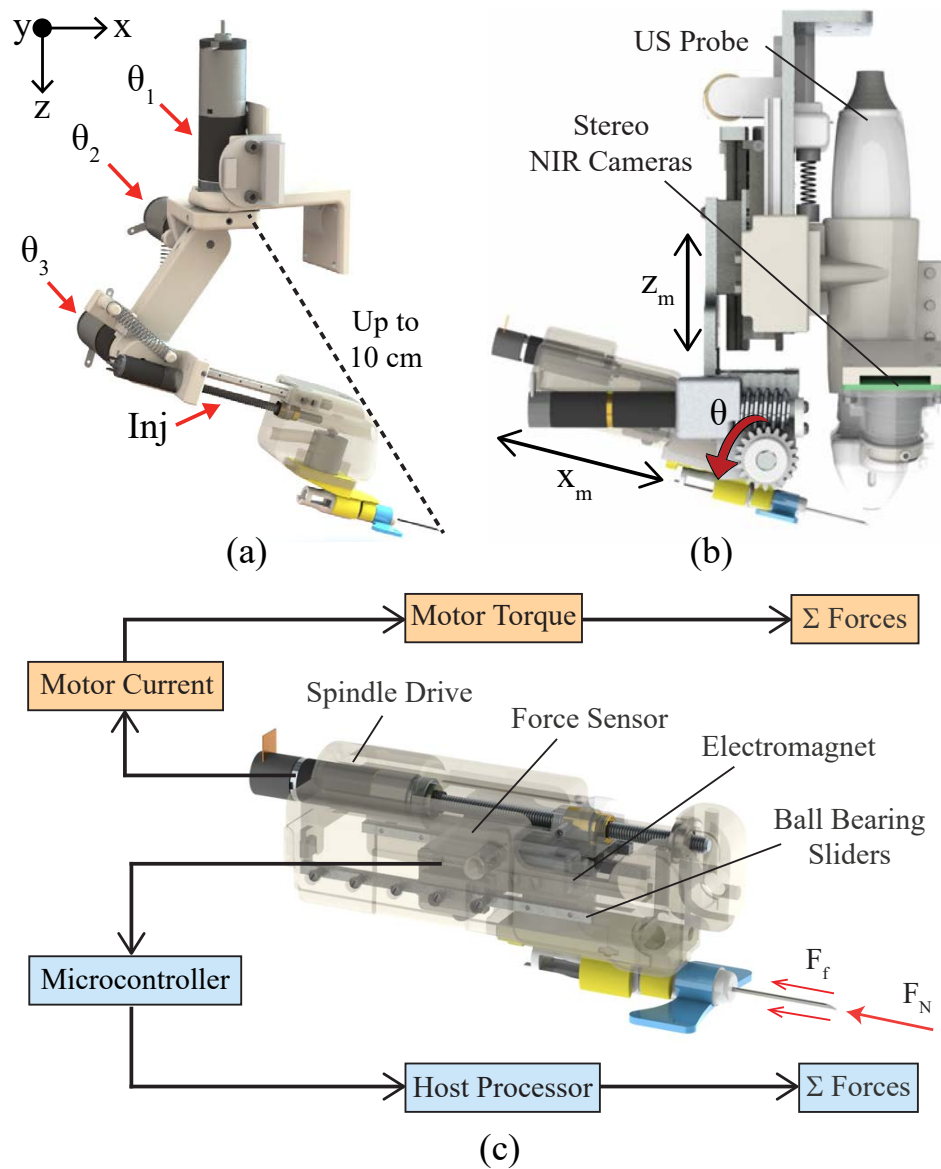 y x
z
θ1
θ2
θ3
Up to
10 cm
Inj
(a)
US Probe
Stereo
NIR Cameras
zm
θ
xm
(b)
Motor Torque
Σ Forces
Motor Current
Spindle Drive
Force Sensor
Electromagnet
Ball Bearing
Sliders
Microcontroller
Ff
FN
Host Processor
Σ Forces
(c)